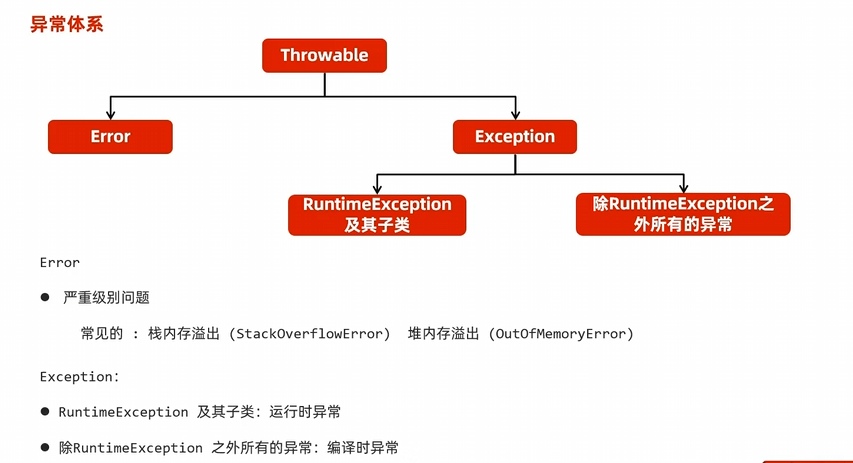 异常体系
Throwable
Error
Exception
RuntimeException
及其子类
除RuntimeException之
外所有的异常
Error
● 严重级别问题
常见的 : 栈内存溢出 (StackOverflowError) 堆内存溢出 (OutOfMemoryError)
Exception:
● RuntimeException 及其子类: 运行时异常
● 除RuntimeException 之外所有的异常: 编译时异常